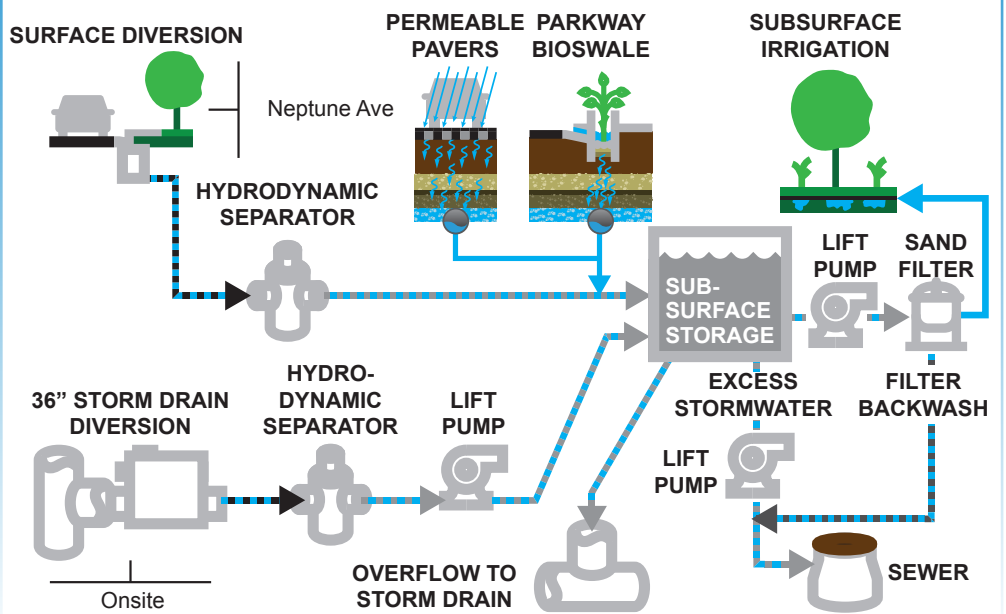 SURFACE DIVERSION
Neptune Ave
PERMEABLE
PAVERS
PARKWAY
BIOSWALE
SUBSURFACE
IRRIGATION
HYDRODYNAMIC
SEPARATOR
SUB-
SURFACE
STORAGE
LIFT
PUMP
SAND
FILTER
36” STORM DRAIN
DIVERSION
Onsite
HYDRO-
DYNAMIC
SEPARATOR
LIFT
PUMP
EXCESS
STORMWATER
FILTER
BACKWASH
LIFT
PUMP
OVERFLOW TO
STORM DRAIN
SEWER